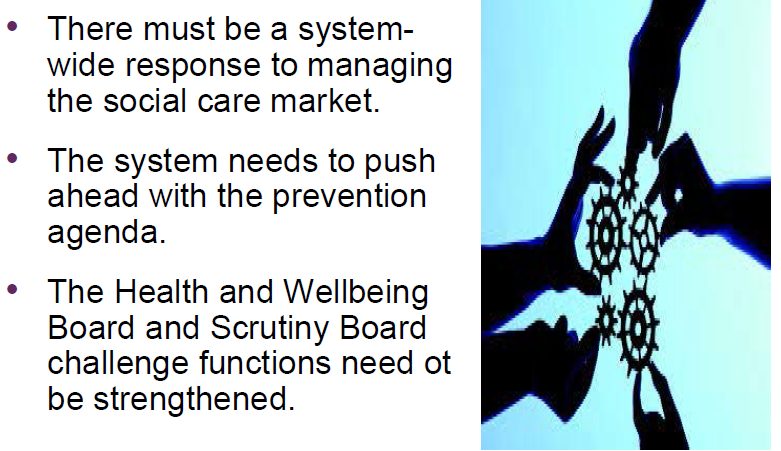 • There must be a system-
wide response to managing
the social care market.
• The system needs to push
ahead with the prevention
agenda.
• The Health and Wellbeing
Board and Scrutiny Board
challenge functions need ot
be strengthened.